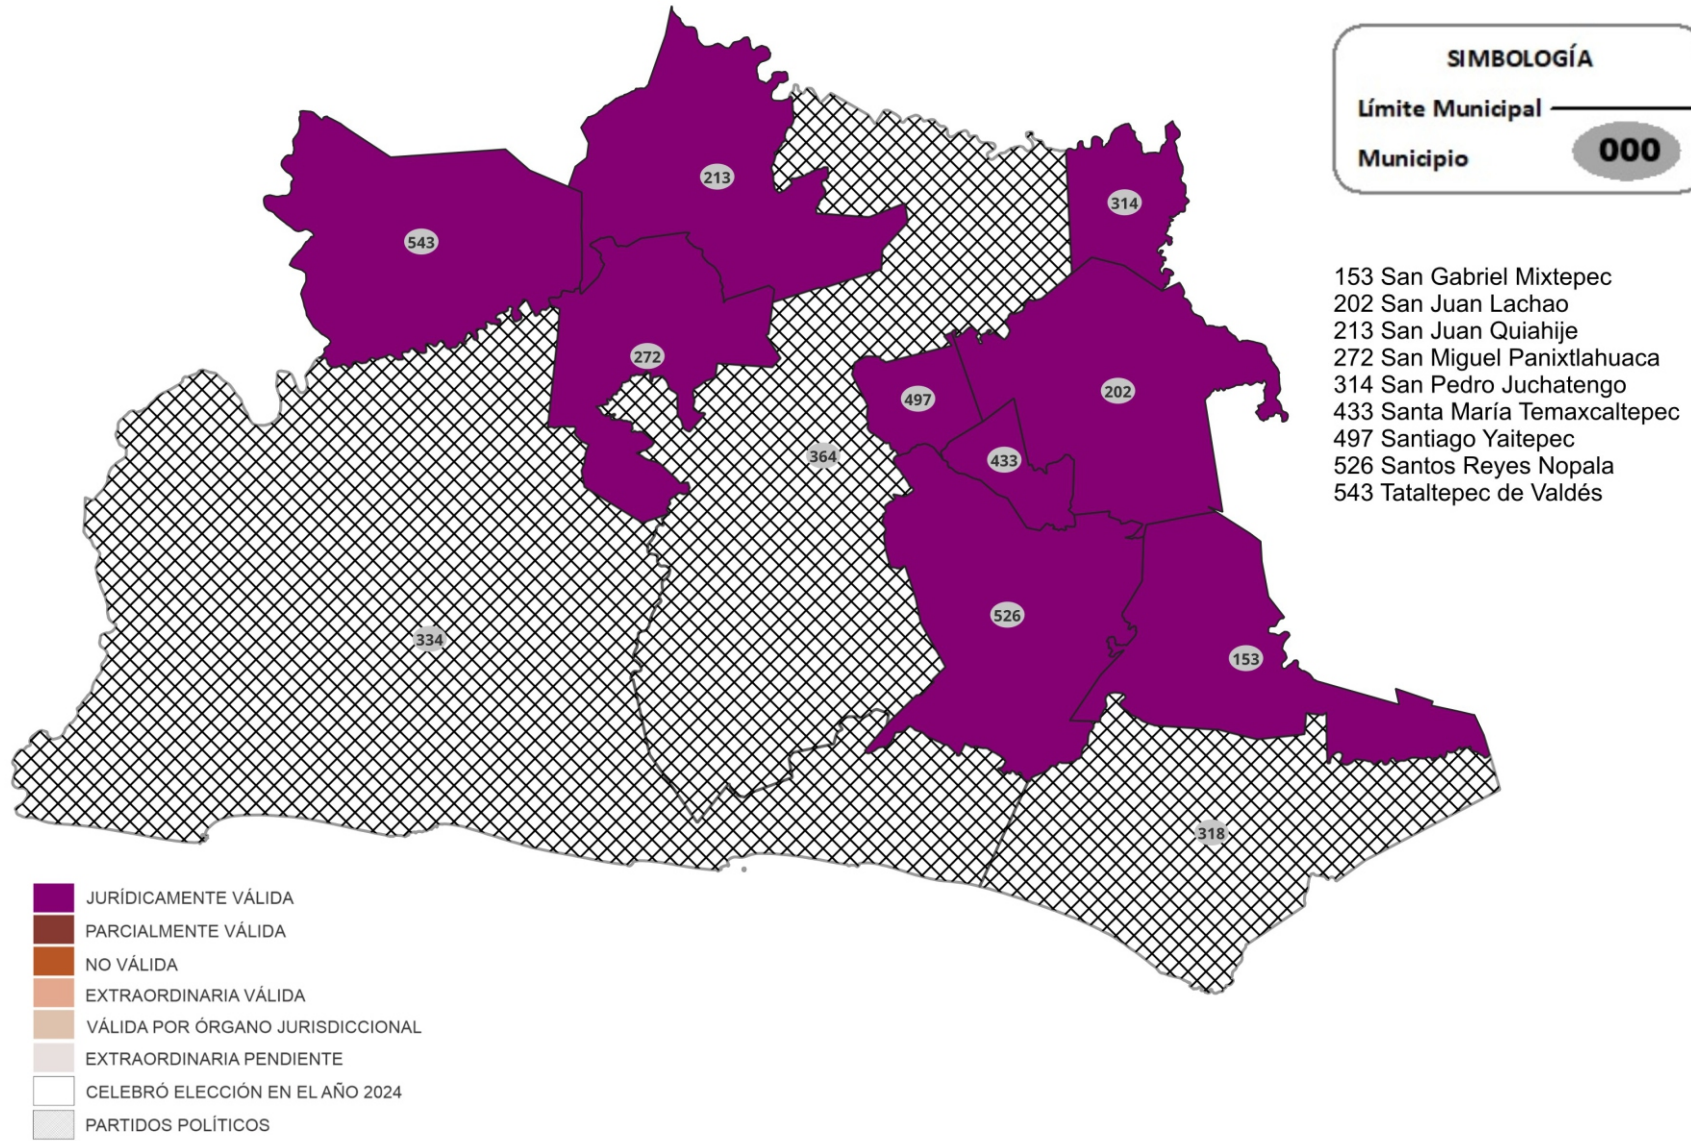 SIMBOLOGÍA
Límite Municipal
Municipio 000
213
314
543
153 San Gabriel Mixtepec
202 San Juan Lachao
213 San Juan Quiahije
272 San Miguel Panixtlahuaca
314 San Pedro Juchatengo
433 Santa María Temaxcaltepec
497 Santiago Yaitepec
526 Santos Reyes Nopala
543 Tataltepec de Valdés
272
497
202
364
433
526
334
153
318
JURÍDICAMENTE VÁLIDA
PARCIALMENTE VÁLIDA
NO VÁLIDA
EXTRAORDINARIA VÁLIDA
VÁLIDA POR ÓRGANO JURISDICCIONAL
EXTRAORDINARIA PENDIENTE
CELEBRÓ ELECCIÓN EN EL AÑO 2024
PARTIDOS POLÍTICOS